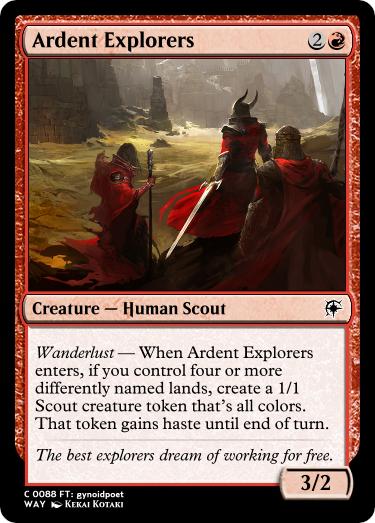 Ardent Explorers 2
Creature — Human Scout
Wanderlust — When Ardent Explorers
enters, if you control four or more
differently named lands, create a 1/1
Scout creature token that's all colors.
That token gains haste until end of turn.
The best explorers dream of working for free.
3/2
C 0088 FT: gynoidpoet
WAY Kekai Kotaki